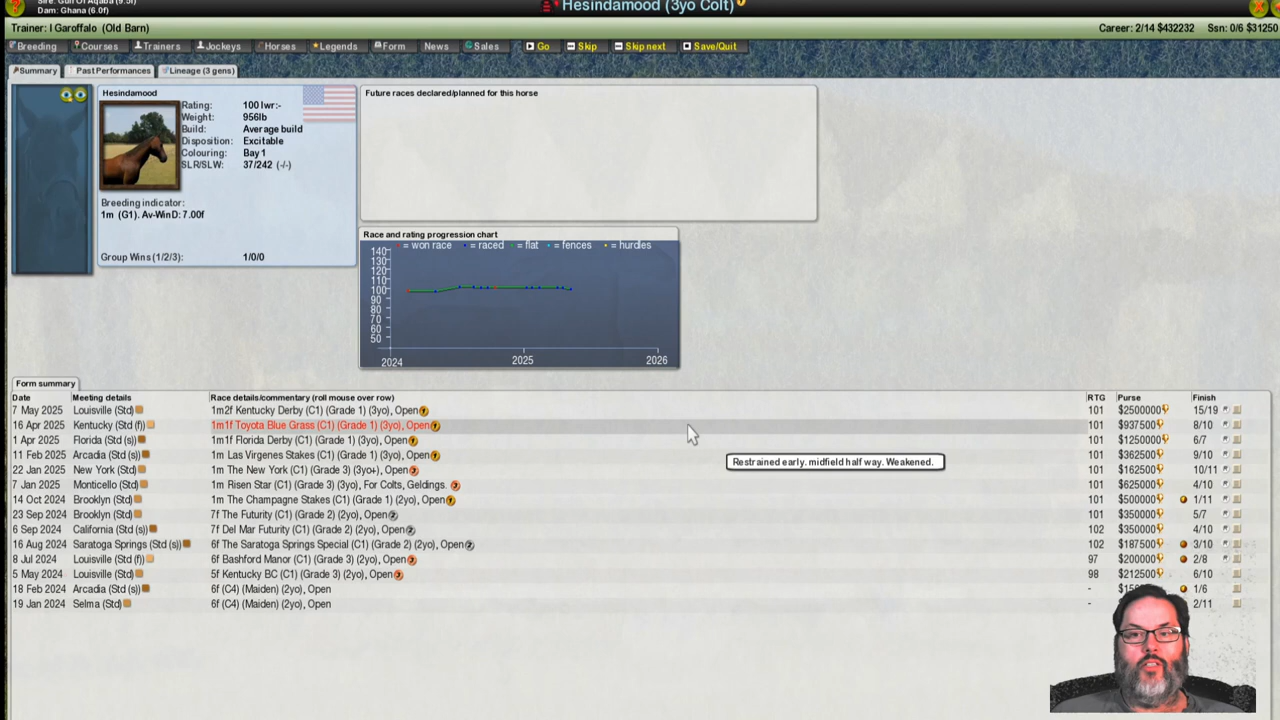 Hesindamood (3yo Colt)
Dam: Ghana (6.0f)
Trainer: I Garoffalo (Old Barn)
Career: 2/14 $432232 Ssn: 0/6 $31250
Breeding Courses Trainers Jockeys Horses Legends Form News Sales Go Skip Skip next Save/Quit
Summary Past Performances Lineage (3 gens)
Hesindamood
Rating: 100 lwr:-
Weight: 956lb
Build: Average build
Disposition: Excitable
Colouring: Bay 1
SLR/SLW: 37/242 (-/-)
Breeding indicator:
1m (G1). Av-WinD: 7.00f
Group Wins (1/2/3): 1/0/0
Future races declared/planned for this horse
Race and rating progression chart
= won race = raced = flat = fences = hurdles
140
130
120
110
100
90
80
70
60
50
2024 2025 2026
Form summary
Date Meeting details Race details/commentary (roll mouse over row) RTG Purse Finish
7 May 2025 Louisville (Std) 1m2f Kentucky Derby (C1) (Grade 1) (3yo), Open 101 $2500000 15/19
16 Apr 2025 Kentucky (Std (f)) 1m1f Toyota Blue Grass (C1) (Grade 1) (3yo), Open 101 $937500 8/10
1 Apr 2025 Florida (Std (s)) 1m1f Florida Derby (C1) (Grade 1) (3yo), Open 101 $1250000 6/7
11 Feb 2025 Arcadia (Std (s)) 1m Las Virgenes Stakes (C1) (Grade 1) (3yo), Open 101 $362500 9/10
Restrained early. midfield half way. Weakened.
22 Jan 2025 New York (Std) 1m The New York (C1) (Grade 3) (3yo+), Open 101 $162500 10/11
7 Jan 2025 Monticello (Std) 1m Risen Star (C1) (Grade 3) (3yo), For Colts, Geldings. 101 $625000 4/10
14 Oct 2024 Brooklyn (Std) 1m The Champagne Stakes (C1) (Grade 1) (2yo), Open 101 $500000 1/11
23 Sep 2024 Brooklyn (Std) 7f The Futurity (C1) (Grade 2) (2yo), Open 101 $350000 5/7
6 Sep 2024 California (Std (s)) 7f Del Mar Futurity (C1) (Grade 2) (2yo), Open 102 $350000 4/10
16 Aug 2024 Saratoga Springs (Std (s)) 6f The Saratoga Springs Special (C1) (Grade 2) (2yo), Open 102 $187500 3/10
8 Jul 2024 Louisville (Std (f)) 6f Bashford Manor (C1) (Grade 3) (2yo), Open 97 $200000 2/8
5 May 2024 Louisville (Std) 5f Kentucky BC (C1) (Grade 3) (2yo), Open 98 $212500 6/10
18 Feb 2024 Arcadia (Std (s)) 6f (C4) (Maiden) (2yo), Open - 1/6
19 Jan 2024 Selma (Std) 6f (C4) (Maiden) (2yo), Open - 2/11